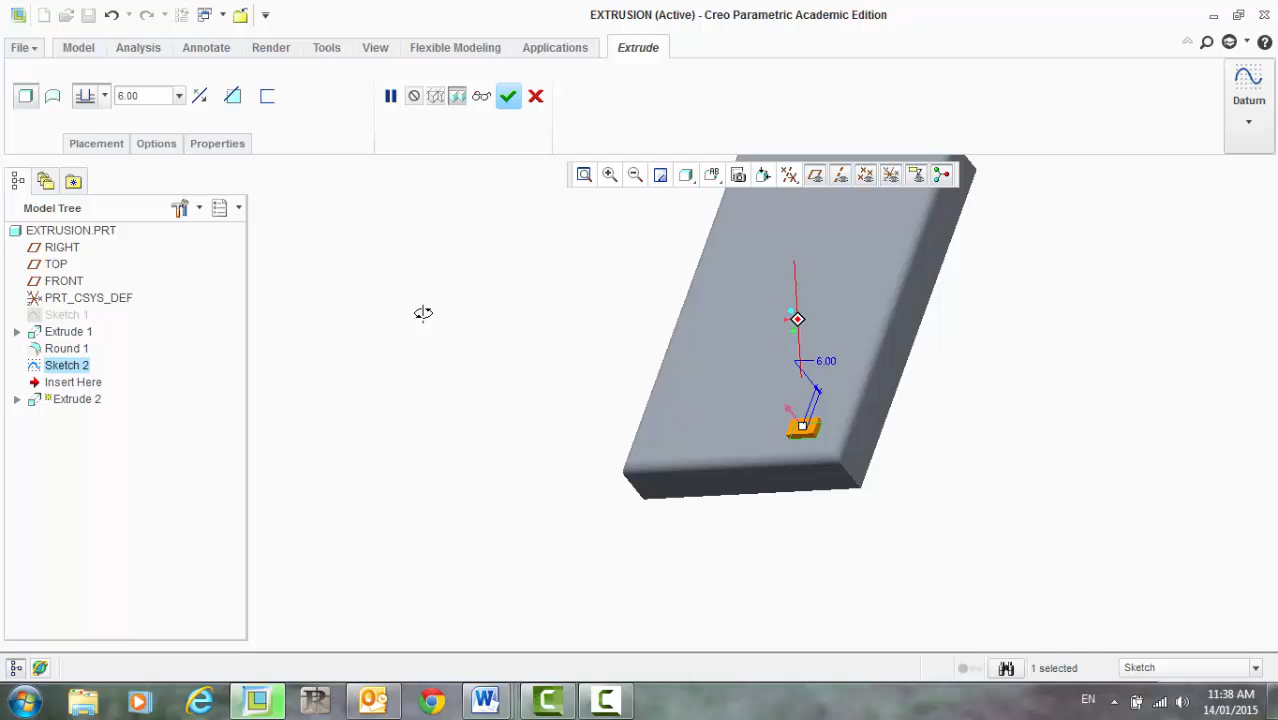 EXTRUSION (Active) - Creo Parametric Academic Edition
File Model Analysis Annotate Render Tools View Flexible Modeling Applications Extrude
6.00
Datum
Placement Options Properties
Model Tree
EXTRUSION.PRT
RIGHT
TOP
FRONT
PRT_CSYS_DEF
Sketch 1
Extrude 1
Round 1
Sketch 2
Insert Here
Extrude 2
6.00
1 selected
Sketch
EN
11:38 AM
14/01/2015